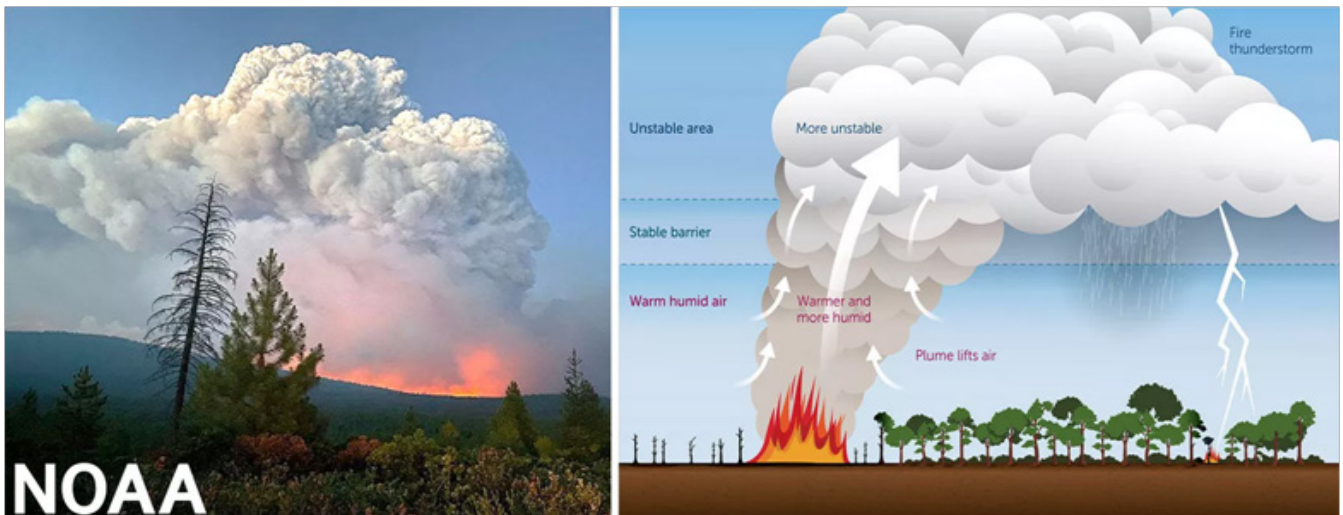 NOAA
Fire
thunderstorm
Unstable area
More unstable
Stable barrier
Warm humid air
Warmer and
more humid
Plume lifts air